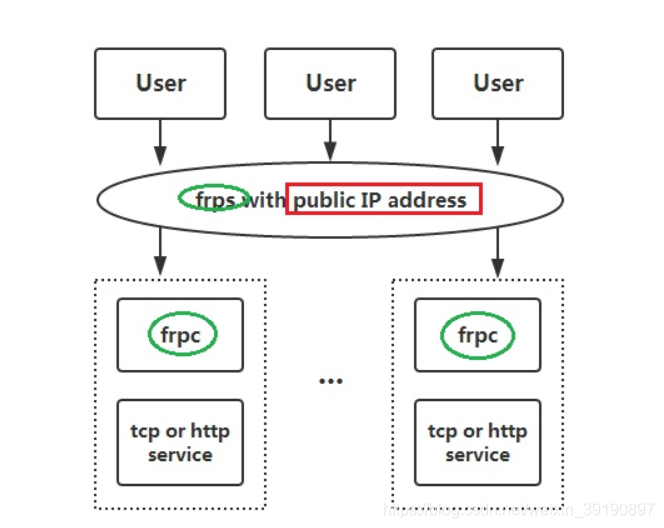 User
User
User
frps with public IP address
frpc
frpc
...
tcp or http
service
tcp or http
service
https://blog.csdn.net/weixin_39190897